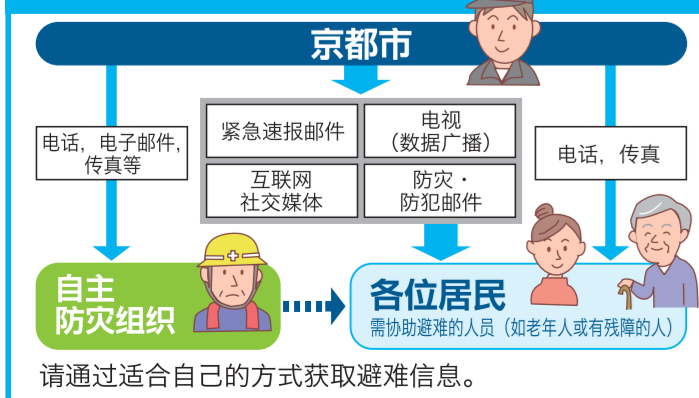 京都市
电话，电子邮件，
传真等
紧急速报邮件
电视
（数据广播）
互联网
社交媒体
防灾・
防犯邮件
电话，传真
自主
防灾组织
各位居民
需协助避难的人员（如老年人或有残障的人）
请通过适合自己的方式获取避难信息。